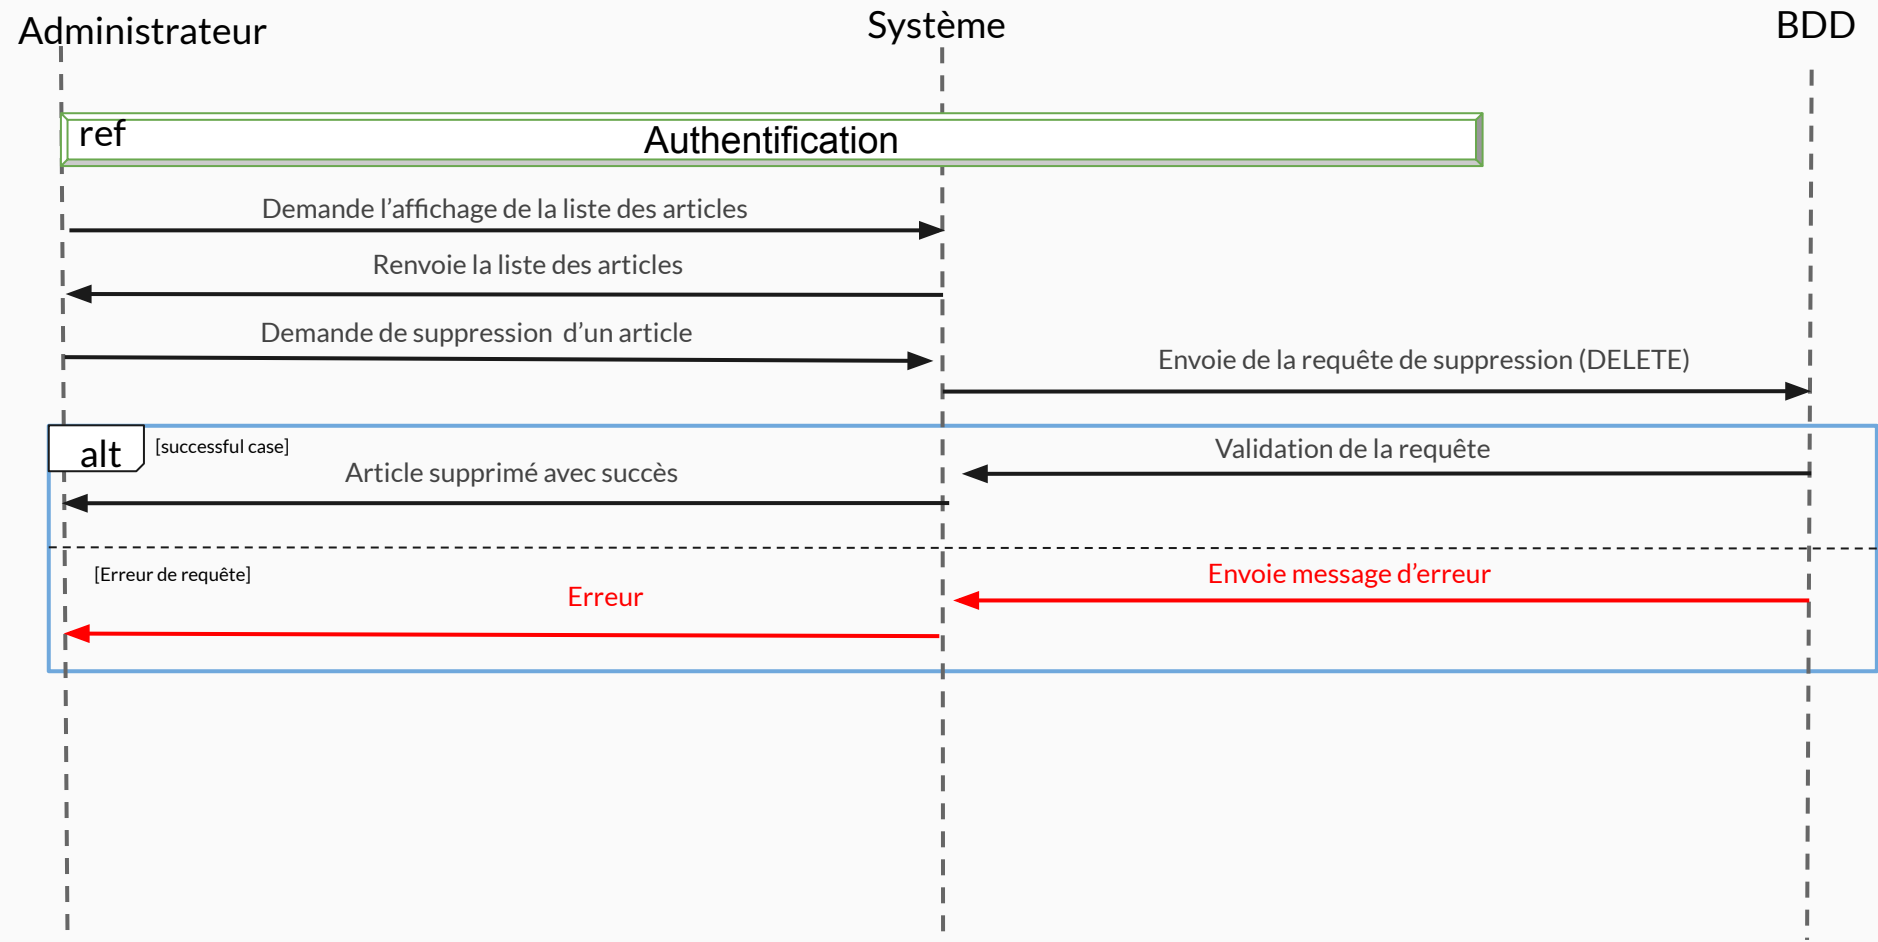 Administrateur
Système
BDD
ref
Authentification
Demande l’affichage de la liste des articles
Renvoie la liste des articles
Demande de suppression  d’un article
Envoie de la requête de suppression (DELETE)
alt
[successful case]
Validation de la requête
Article supprimé avec succès
[Erreur de requête]
Envoie message d’erreur
Erreur